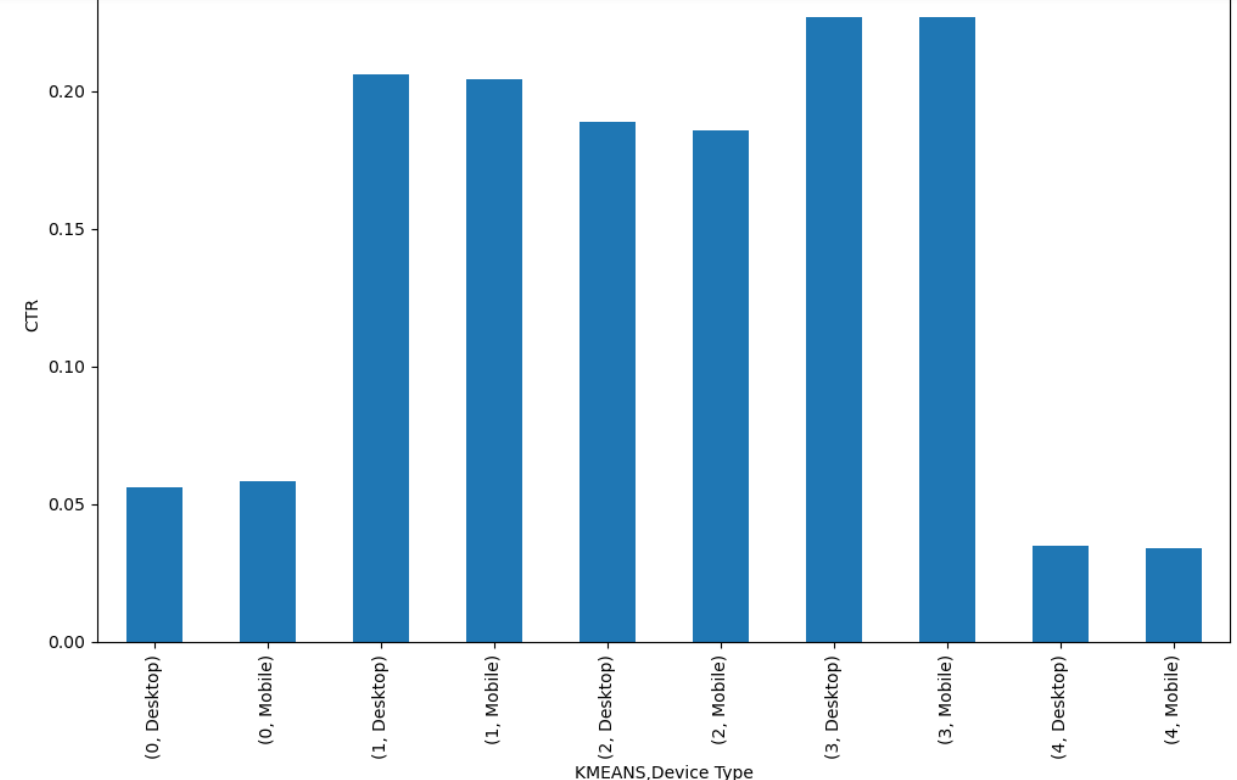 0.20
0.15
0.10
0.05
0.00
CTR
(0, Desktop)
(0, Mobile)
(1, Desktop)
(1, Mobile)
(2, Desktop)
(2, Mobile)
(3, Desktop)
(3, Mobile)
(4, Desktop)
(4, Mobile)
KMEANS,Device Type